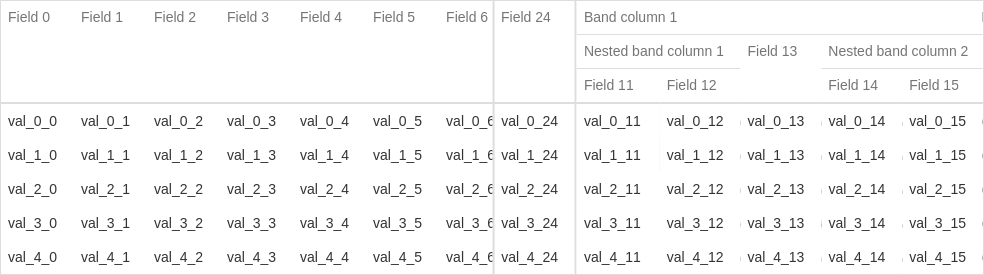 Field 0 Field 1 Field 2 Field 3 Field 4 Field 5 Field 6 Field 24 Band column 1
Nested band column 1 Field 13 Nested band column 2
Field 11 Field 12 Field 14 Field 15
val_0_0 val_0_1 val_0_2 val_0_3 val_0_4 val_0_5 val_0_6 val_0_24 val_0_11 val_0_12 val_0_13 val_0_14 val_0_15
val_1_0 val_1_1 val_1_2 val_1_3 val_1_4 val_1_5 val_1_6 val_1_24 val_1_11 val_1_12 val_1_13 val_1_14 val_1_15
val_2_0 val_2_1 val_2_2 val_2_3 val_2_4 val_2_5 val_2_6 val_2_24 val_2_11 val_2_12 val_2_13 val_2_14 val_2_15
val_3_0 val_3_1 val_3_2 val_3_3 val_3_4 val_3_5 val_3_6 val_3_24 val_3_11 val_3_12 val_3_13 val_3_14 val_3_15
val_4_0 val_4_1 val_4_2 val_4_3 val_4_4 val_4_5 val_4_6 val_4_24 val_4_11 val_4_12 val_4_13 val_4_14 val_4_15